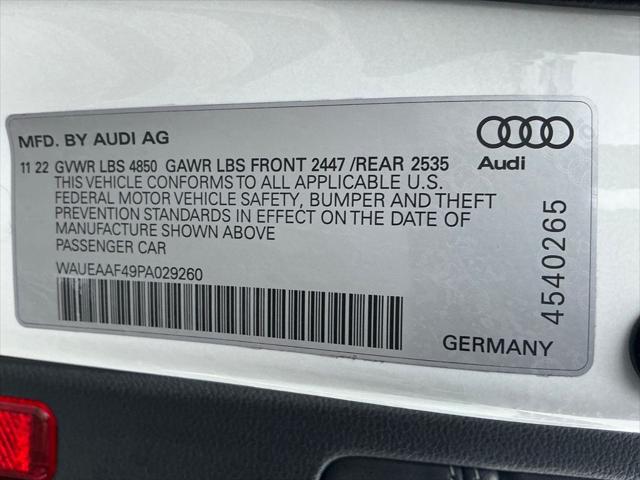 MFD. BY AUDI AG
11 22 GVWR LBS 4850 GAWR LBS FRONT 2447 /REAR 2535
THIS VEHICLE CONFORMS TO ALL APPLICABLE U.S.
FEDERAL MOTOR VEHICLE SAFETY, BUMPER AND THEFT
PREVENTION STANDARDS IN EFFECT ON THE DATE OF
MANUFACTURE SHOWN ABOVE
PASSENGER CAR
WAUEAAF49PA029260
Audi
4540265
GERMANY